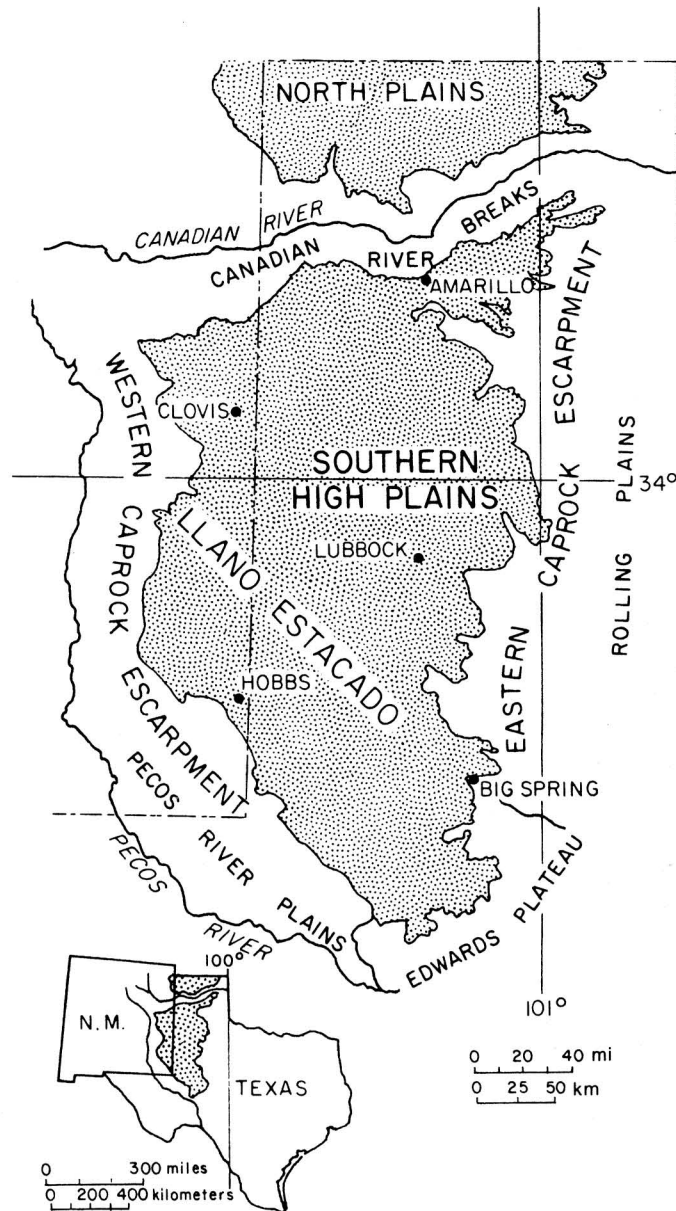 NORTH PLAINS
CANADIAN RIVER
CANADIAN RIVER BREAKS
AMARILLO
WESTERN CAPROCK ESCARPMENT
CLOVIS
EASTERN CAPROCK ESCARPMENT
SOUTHERN
HIGH PLAINS
34°
ROLLING PLAINS
LLANO ESTACADO
LUBBOCK
HOBBS
BIG SPRING
PECOS RIVER PLAINS
PECOS RIVER
EDWARDS PLATEAU
101°
100°
N.M.
TEXAS
0 20 40 mi
0 25 50 km
0 300 miles
0 200 400 kilometers